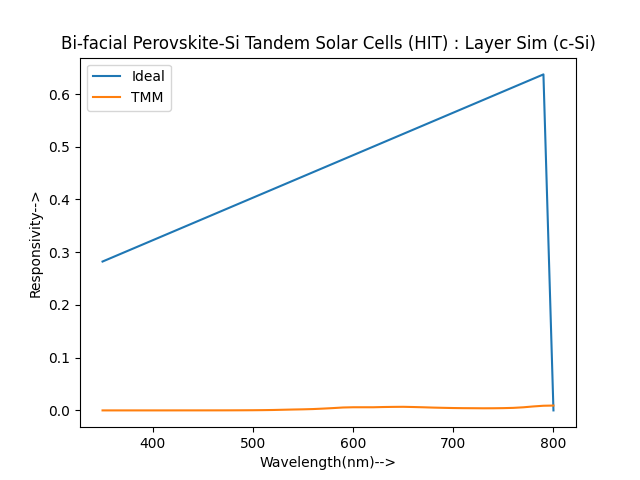 Bi-facial Perovskite-Si Tandem Solar Cells (HIT) : Layer Sim (c-Si)
Ideal
TMM
0.6
0.5
0.4
0.3
0.2
0.1
0.0
Responsivity-->
400 500 600 700 800
Wavelength(nm)-->